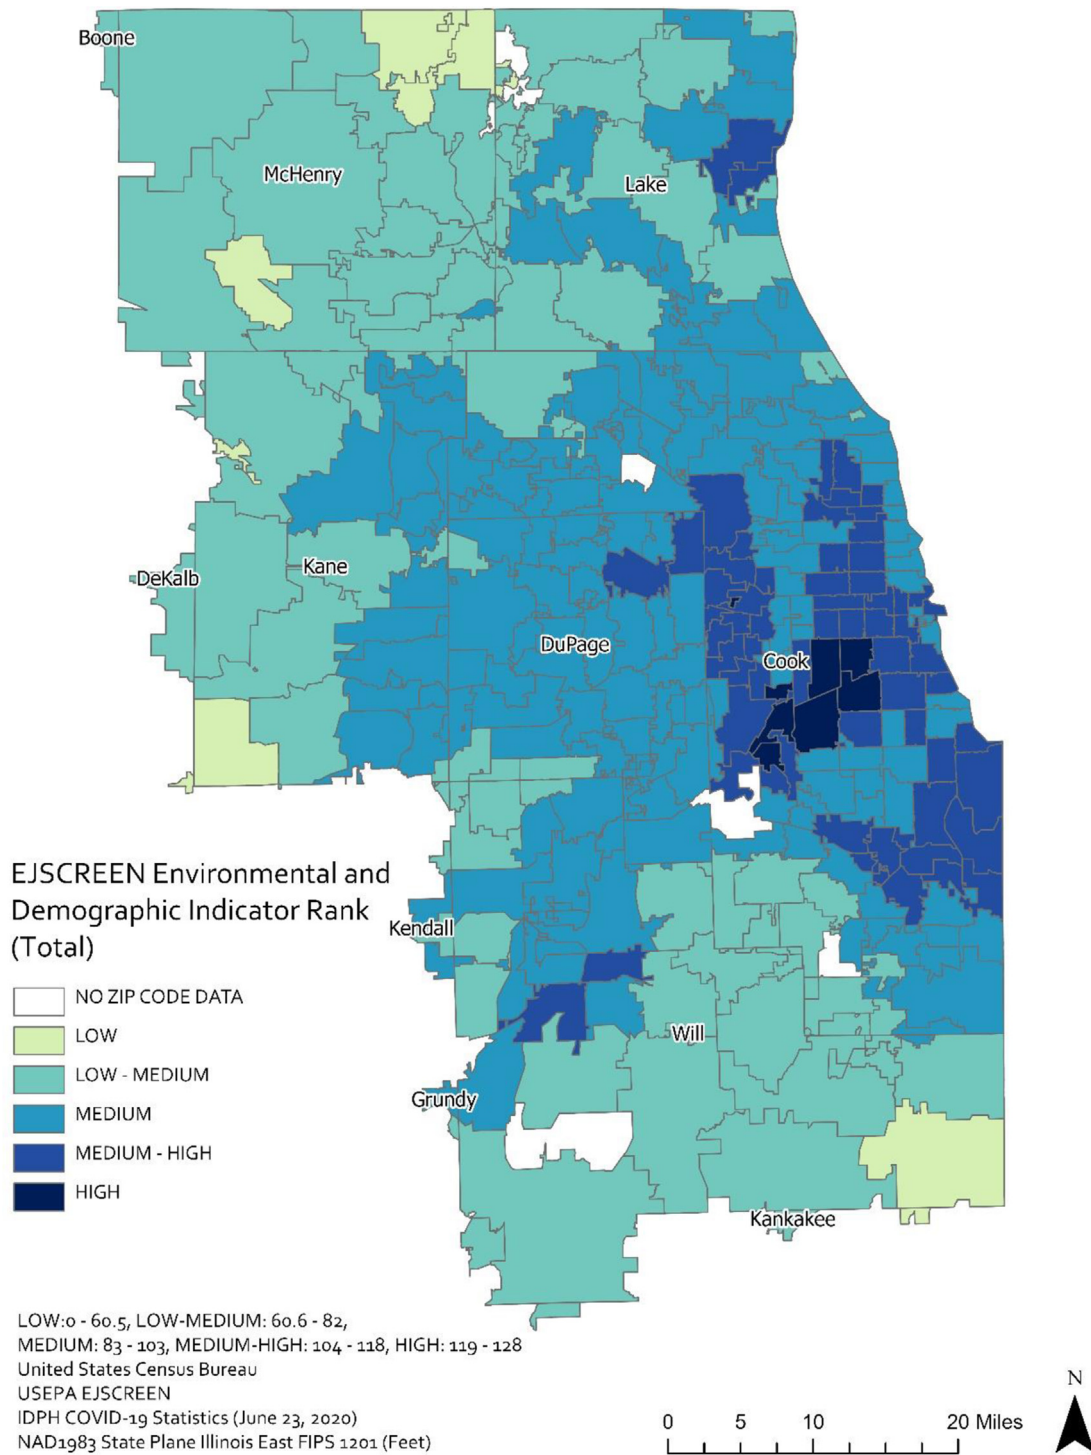 Boone
McHenry
Lake
DeKalb
Kane
DuPage
Cook
EJSCREEN Environmental and
Demographic Indicator Rank
(Total)
Kendall
NO ZIP CODE DATA
LOW
LOW - MEDIUM
MEDIUM
MEDIUM - HIGH
HIGH
Will
Grundy
Kankakee
LOW:0 - 60.5, LOW-MEDIUM: 60.6 - 82,
MEDIUM: 83 - 103, MEDIUM-HIGH: 104 - 118, HIGH: 119 - 128
United States Census Bureau
USEPA EJSCREEN
IDPH COVID-19 Statistics (June 23, 2020)
NAD1983 State Plane Illinois East FIPS 1201 (Feet)
0 5 10 20 Miles
N